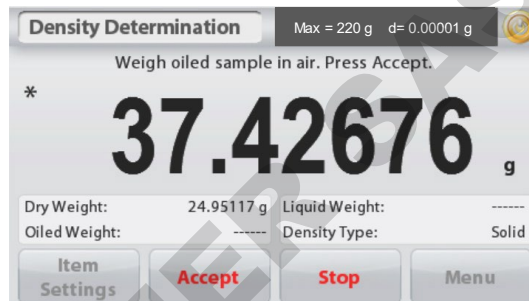 Density Determination Max = 220 g d= 0.00001 g
Weigh oiled sample in air. Press Accept.
*
37.42676 g
Dry Weight: 24.95117 g Liquid Weight: ------
Oiled Weight: ------ Density Type: Solid
Item Settings Accept Stop Menu